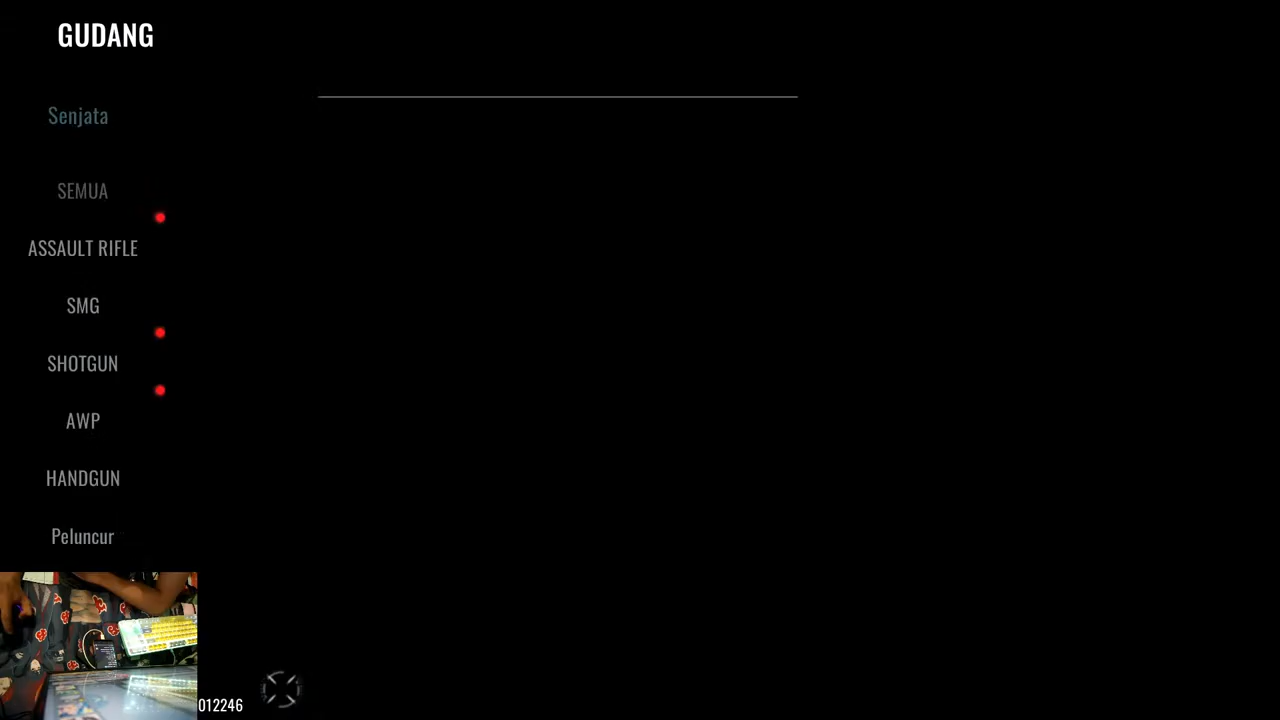 GUDANG
Senjata
SEMUA
ASSAULT RIFLE
SMG
SHOTGUN
AWP
HANDGUN
Peluncur
012246